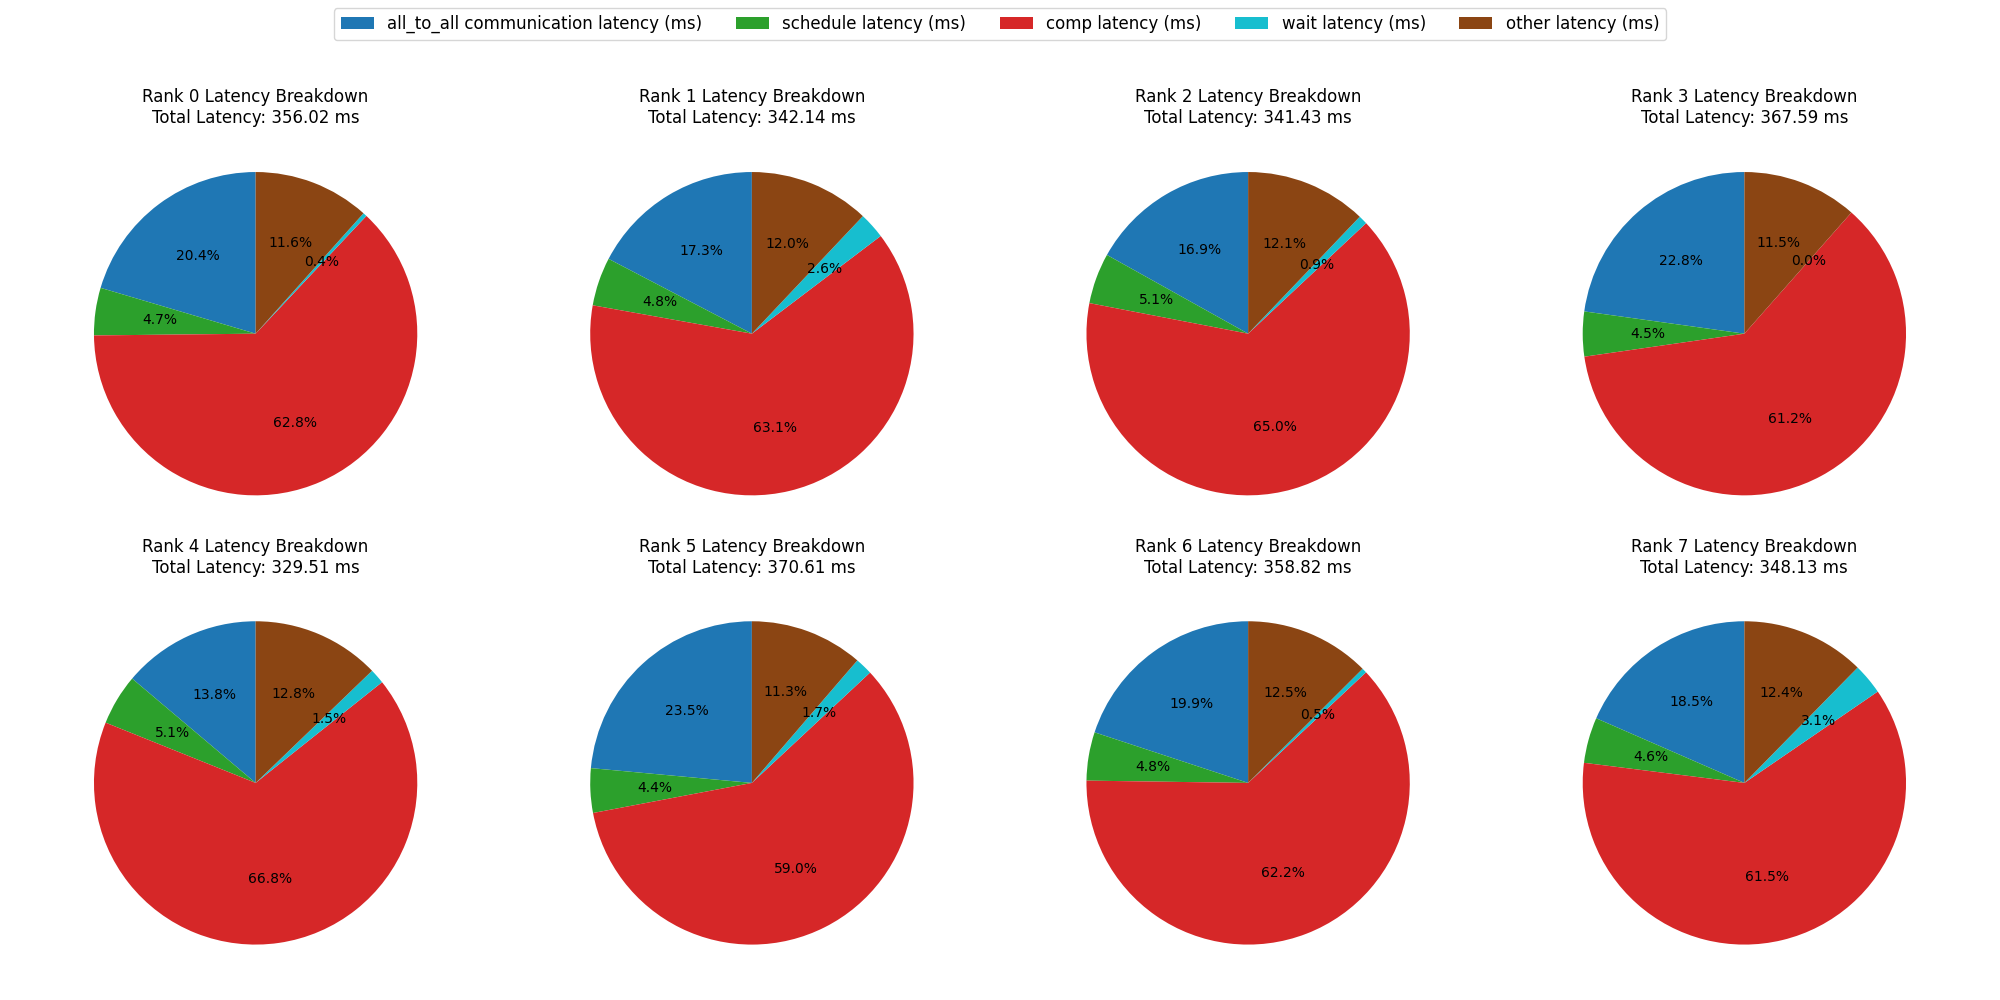 all_to_all communication latency (ms) schedule latency (ms) comp latency (ms) wait latency (ms) other latency (ms)
Rank 0 Latency Breakdown
Total Latency: 356.02 ms
20.4%
4.7%
62.8%
0.4%
11.6%
Rank 1 Latency Breakdown
Total Latency: 342.14 ms
17.3%
4.8%
63.1%
2.6%
12.0%
Rank 2 Latency Breakdown
Total Latency: 341.43 ms
16.9%
5.1%
65.0%
0.9%
12.1%
Rank 3 Latency Breakdown
Total Latency: 367.59 ms
22.8%
4.5%
61.2%
0.0%
11.5%
Rank 4 Latency Breakdown
Total Latency: 329.51 ms
13.8%
5.1%
66.8%
1.5%
12.8%
Rank 5 Latency Breakdown
Total Latency: 370.61 ms
23.5%
4.4%
59.0%
1.7%
11.3%
Rank 6 Latency Breakdown
Total Latency: 358.82 ms
19.9%
4.8%
62.2%
0.5%
12.5%
Rank 7 Latency Breakdown
Total Latency: 348.13 ms
18.5%
4.6%
61.5%
3.1%
12.4%